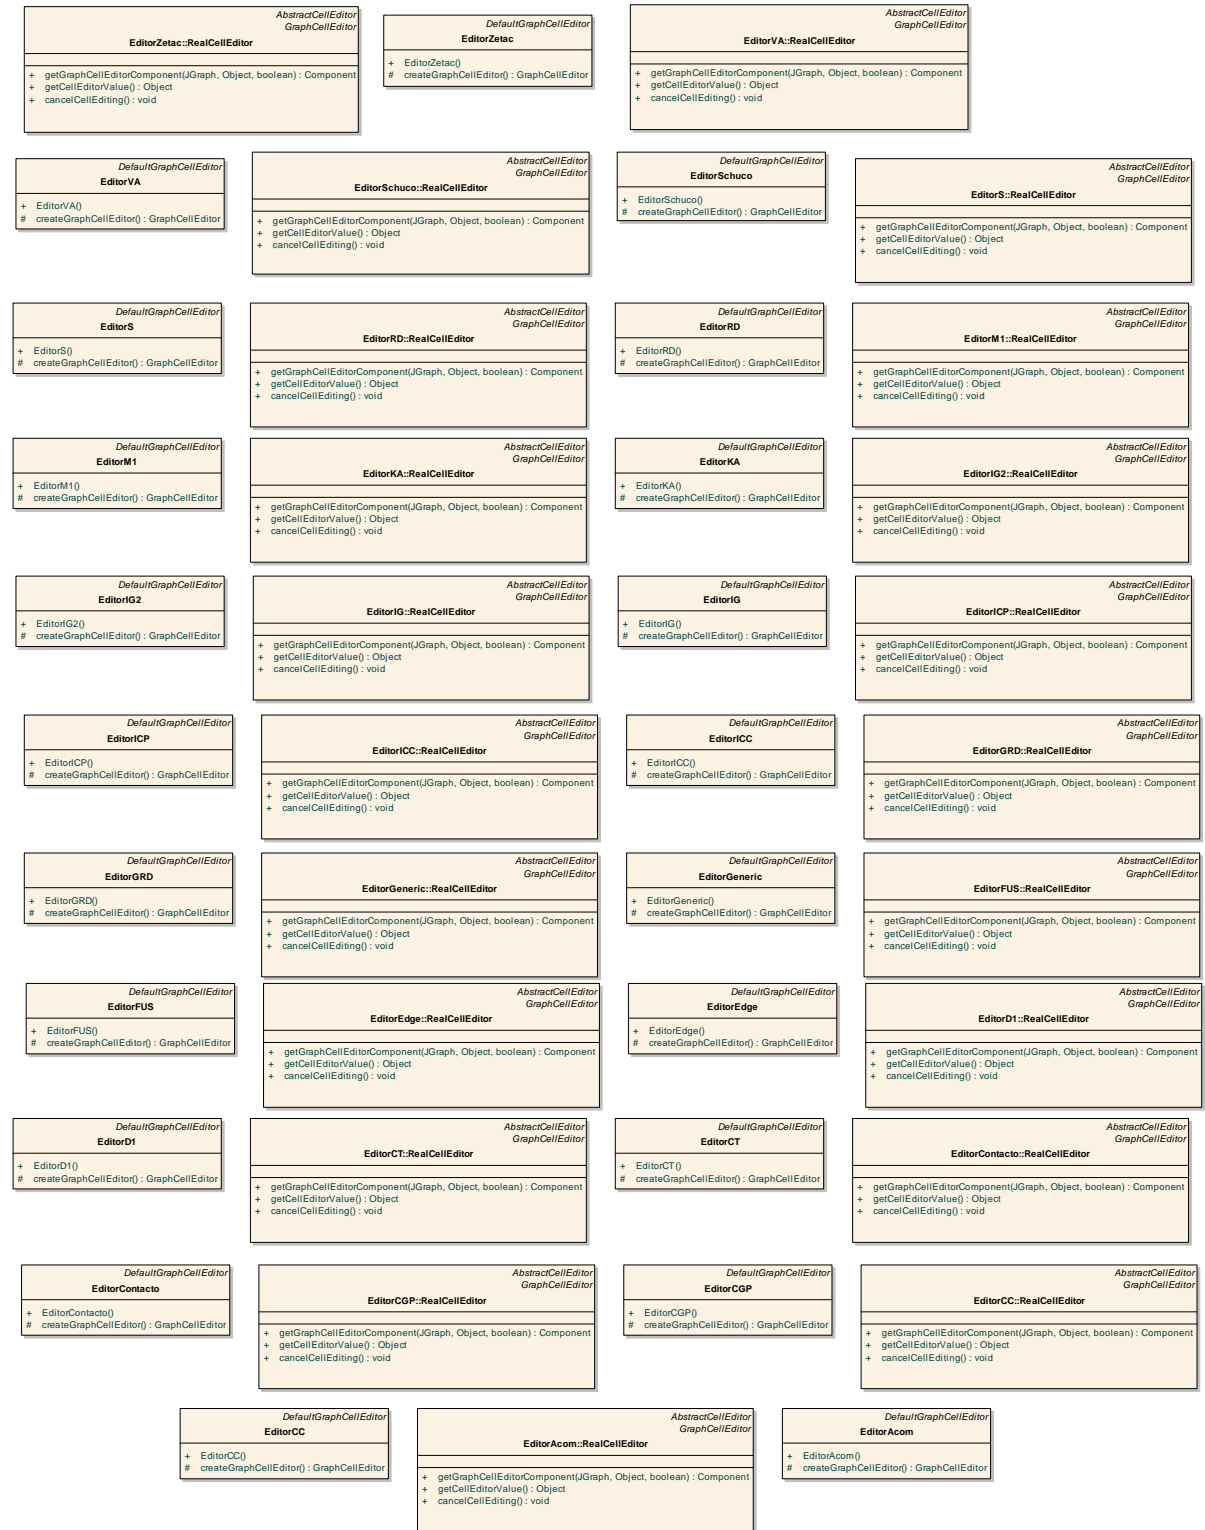 AbstractCellEditor
GraphCellEditor
EditorZetac::RealCellEditor
+ getGraphCellEditorComponent(JGraph, Object, boolean) : Component
+ getCellEditorValue() : Object
+ cancelCellEditing() : void
DefaultGraphCellEditor
EditorZetac
+ EditorZetac()
# createGraphCellEditor() : GraphCellEditor
AbstractCellEditor
GraphCellEditor
EditorVA::RealCellEditor
+ getGraphCellEditorComponent(JGraph, Object, boolean) : Component
+ getCellEditorValue() : Object
+ cancelCellEditing() : void
DefaultGraphCellEditor
EditorVA
+ EditorVA()
# createGraphCellEditor() : GraphCellEditor
AbstractCellEditor
GraphCellEditor
EditorSchuco::RealCellEditor
+ getGraphCellEditorComponent(JGraph, Object, boolean) : Component
+ getCellEditorValue() : Object
+ cancelCellEditing() : void
DefaultGraphCellEditor
EditorSchuco
+ EditorSchuco()
# createGraphCellEditor() : GraphCellEditor
AbstractCellEditor
GraphCellEditor
EditorS::RealCellEditor
+ getGraphCellEditorComponent(JGraph, Object, boolean) : Component
+ getCellEditorValue() : Object
+ cancelCellEditing() : void
DefaultGraphCellEditor
EditorS
+ EditorS()
# createGraphCellEditor() : GraphCellEditor
AbstractCellEditor
GraphCellEditor
EditorRD::RealCellEditor
+ getGraphCellEditorComponent(JGraph, Object, boolean) : Component
+ getCellEditorValue() : Object
+ cancelCellEditing() : void
DefaultGraphCellEditor
EditorRD
+ EditorRD()
# createGraphCellEditor() : GraphCellEditor
AbstractCellEditor
GraphCellEditor
EditorM1::RealCellEditor
+ getGraphCellEditorComponent(JGraph, Object, boolean) : Component
+ getCellEditorValue() : Object
+ cancelCellEditing() : void
DefaultGraphCellEditor
EditorM1
+ EditorM1()
# createGraphCellEditor() : GraphCellEditor
AbstractCellEditor
GraphCellEditor
EditorKA::RealCellEditor
+ getGraphCellEditorComponent(JGraph, Object, boolean) : Component
+ getCellEditorValue() : Object
+ cancelCellEditing() : void
DefaultGraphCellEditor
EditorKA
+ EditorKA()
# createGraphCellEditor() : GraphCellEditor
AbstractCellEditor
GraphCellEditor
EditorIG2::RealCellEditor
+ getGraphCellEditorComponent(JGraph, Object, boolean) : Component
+ getCellEditorValue() : Object
+ cancelCellEditing() : void
DefaultGraphCellEditor
EditorIG2
+ EditorIG2()
# createGraphCellEditor() : GraphCellEditor
AbstractCellEditor
GraphCellEditor
EditorIG::RealCellEditor
+ getGraphCellEditorComponent(JGraph, Object, boolean) : Component
+ getCellEditorValue() : Object
+ cancelCellEditing() : void
DefaultGraphCellEditor
EditorIG
+ EditorIG()
# createGraphCellEditor() : GraphCellEditor
AbstractCellEditor
GraphCellEditor
EditorICP::RealCellEditor
+ getGraphCellEditorComponent(JGraph, Object, boolean) : Component
+ getCellEditorValue() : Object
+ cancelCellEditing() : void
DefaultGraphCellEditor
EditorICP
+ EditorICP()
# createGraphCellEditor() : GraphCellEditor
AbstractCellEditor
GraphCellEditor
EditorICC::RealCellEditor
+ getGraphCellEditorComponent(JGraph, Object, boolean) : Component
+ getCellEditorValue() : Object
+ cancelCellEditing() : void
DefaultGraphCellEditor
EditorICC
+ EditorICC()
# createGraphCellEditor() : GraphCellEditor
AbstractCellEditor
GraphCellEditor
EditorGRD::RealCellEditor
+ getGraphCellEditorComponent(JGraph, Object, boolean) : Component
+ getCellEditorValue() : Object
+ cancelCellEditing() : void
DefaultGraphCellEditor
EditorGRD
+ EditorGRD()
# createGraphCellEditor() : GraphCellEditor
AbstractCellEditor
GraphCellEditor
EditorGeneric::RealCellEditor
+ getGraphCellEditorComponent(JGraph, Object, boolean) : Component
+ getCellEditorValue() : Object
+ cancelCellEditing() : void
DefaultGraphCellEditor
EditorGeneric
+ EditorGeneric()
# createGraphCellEditor() : GraphCellEditor
AbstractCellEditor
GraphCellEditor
EditorFUS::RealCellEditor
+ getGraphCellEditorComponent(JGraph, Object, boolean) : Component
+ getCellEditorValue() : Object
+ cancelCellEditing() : void
DefaultGraphCellEditor
EditorFUS
+ EditorFUS()
# createGraphCellEditor() : GraphCellEditor
AbstractCellEditor
GraphCellEditor
EditorEdge::RealCellEditor
+ getGraphCellEditorComponent(JGraph, Object, boolean) : Component
+ getCellEditorValue() : Object
+ cancelCellEditing() : void
DefaultGraphCellEditor
EditorEdge
+ EditorEdge()
# createGraphCellEditor() : GraphCellEditor
AbstractCellEditor
GraphCellEditor
EditorD1::RealCellEditor
+ getGraphCellEditorComponent(JGraph, Object, boolean) : Component
+ getCellEditorValue() : Object
+ cancelCellEditing() : void
DefaultGraphCellEditor
EditorD1
+ EditorD1()
# createGraphCellEditor() : GraphCellEditor
AbstractCellEditor
GraphCellEditor
EditorCT::RealCellEditor
+ getGraphCellEditorComponent(JGraph, Object, boolean) : Component
+ getCellEditorValue() : Object
+ cancelCellEditing() : void
DefaultGraphCellEditor
EditorCT
+ EditorCT()
# createGraphCellEditor() : GraphCellEditor
AbstractCellEditor
GraphCellEditor
EditorContacto::RealCellEditor
+ getGraphCellEditorComponent(JGraph, Object, boolean) : Component
+ getCellEditorValue() : Object
+ cancelCellEditing() : void
DefaultGraphCellEditor
EditorContacto
+ EditorContacto()
# createGraphCellEditor() : GraphCellEditor
AbstractCellEditor
GraphCellEditor
EditorCGP::RealCellEditor
+ getGraphCellEditorComponent(JGraph, Object, boolean) : Component
+ getCellEditorValue() : Object
+ cancelCellEditing() : void
DefaultGraphCellEditor
EditorCGP
+ EditorCGP()
# createGraphCellEditor() : GraphCellEditor
AbstractCellEditor
GraphCellEditor
EditorCC::RealCellEditor
+ getGraphCellEditorComponent(JGraph, Object, boolean) : Component
+ getCellEditorValue() : Object
+ cancelCellEditing() : void
DefaultGraphCellEditor
EditorCC
+ EditorCC()
# createGraphCellEditor() : GraphCellEditor
AbstractCellEditor
GraphCellEditor
EditorAcom::RealCellEditor
+ getGraphCellEditorComponent(JGraph, Object, boolean) : Component
+ getCellEditorValue() : Object
+ cancelCellEditing() : void
DefaultGraphCellEditor
EditorAcom
+ EditorAcom()
# createGraphCellEditor() : GraphCellEditor